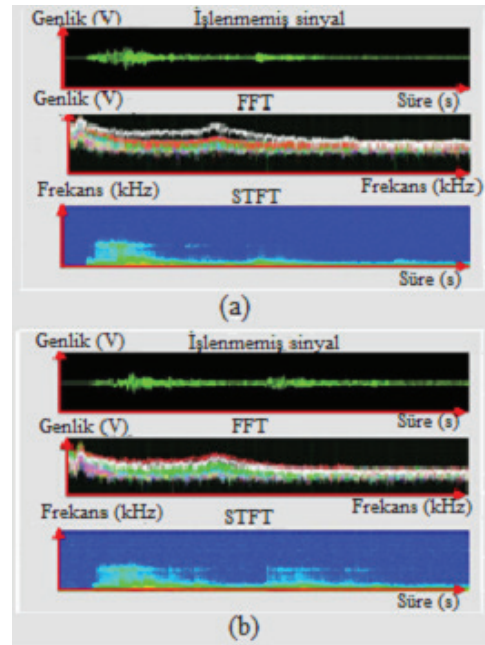 Genlik (V) İşlenmemiş sinyal
Genlik (V) FFT Süre (s)
Frekans (kHz) STFT Frekans (kHz)
Süre (s)
(a)
Genlik (V) İşlenmemiş sinyal
Genlik (V) FFT Süre (s)
Frekans (kHz) STFT Frekans (kHz)
Süre (s)
(b)